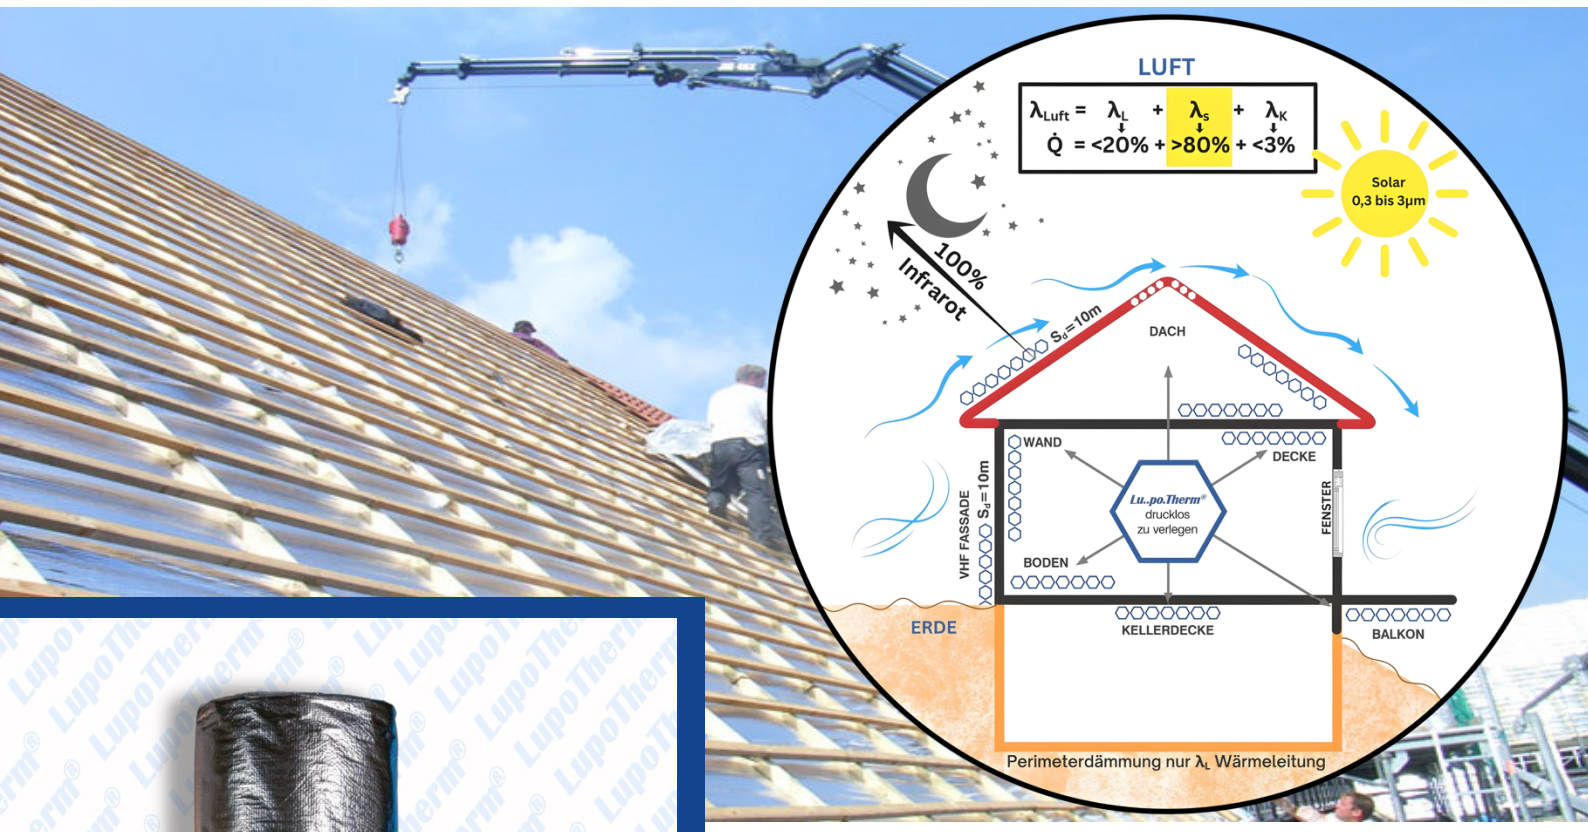 LUFT
λLuft = λL + λs + λK
Q̇ = <20% + >80% + <3%
Solar
0,3 bis 3µm
100%
Infrarot
Sd=10m
DACH
WAND
DECKE
Lu..po.Therm®
drucklos
zu verlegen
FENSTER
VHF FASSADE
Sd=10m
BODEN
ERDE
KELLERDECKE
BALKON
Perimeterdämmung nur λL Wärmeleitung
LupoTherm®